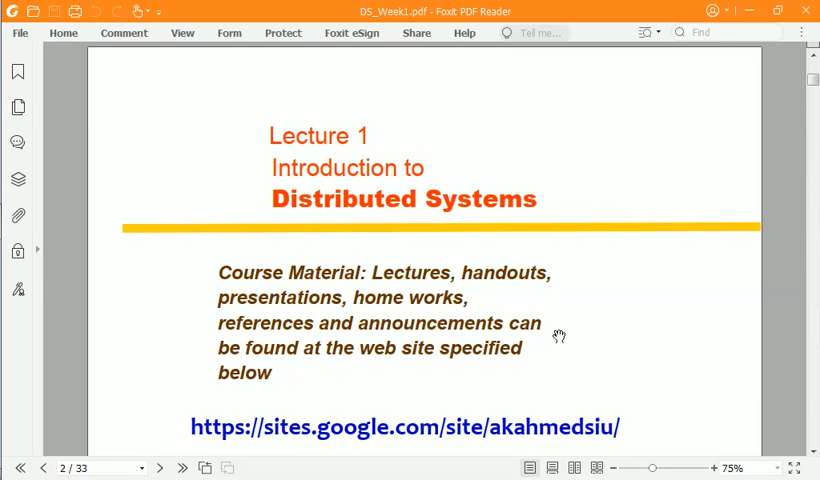 DS_Week1.pdf - Foxit PDF Reader
File Home Comment View Form Protect Foxit eSign Share Help Tell me... Find
Lecture 1
Introduction to
Distributed Systems
Course Material: Lectures, handouts,
presentations, home works,
references and announcements can
be found at the web site specified
below
https://sites.google.com/site/akahmedsiu/
2 / 33 75%